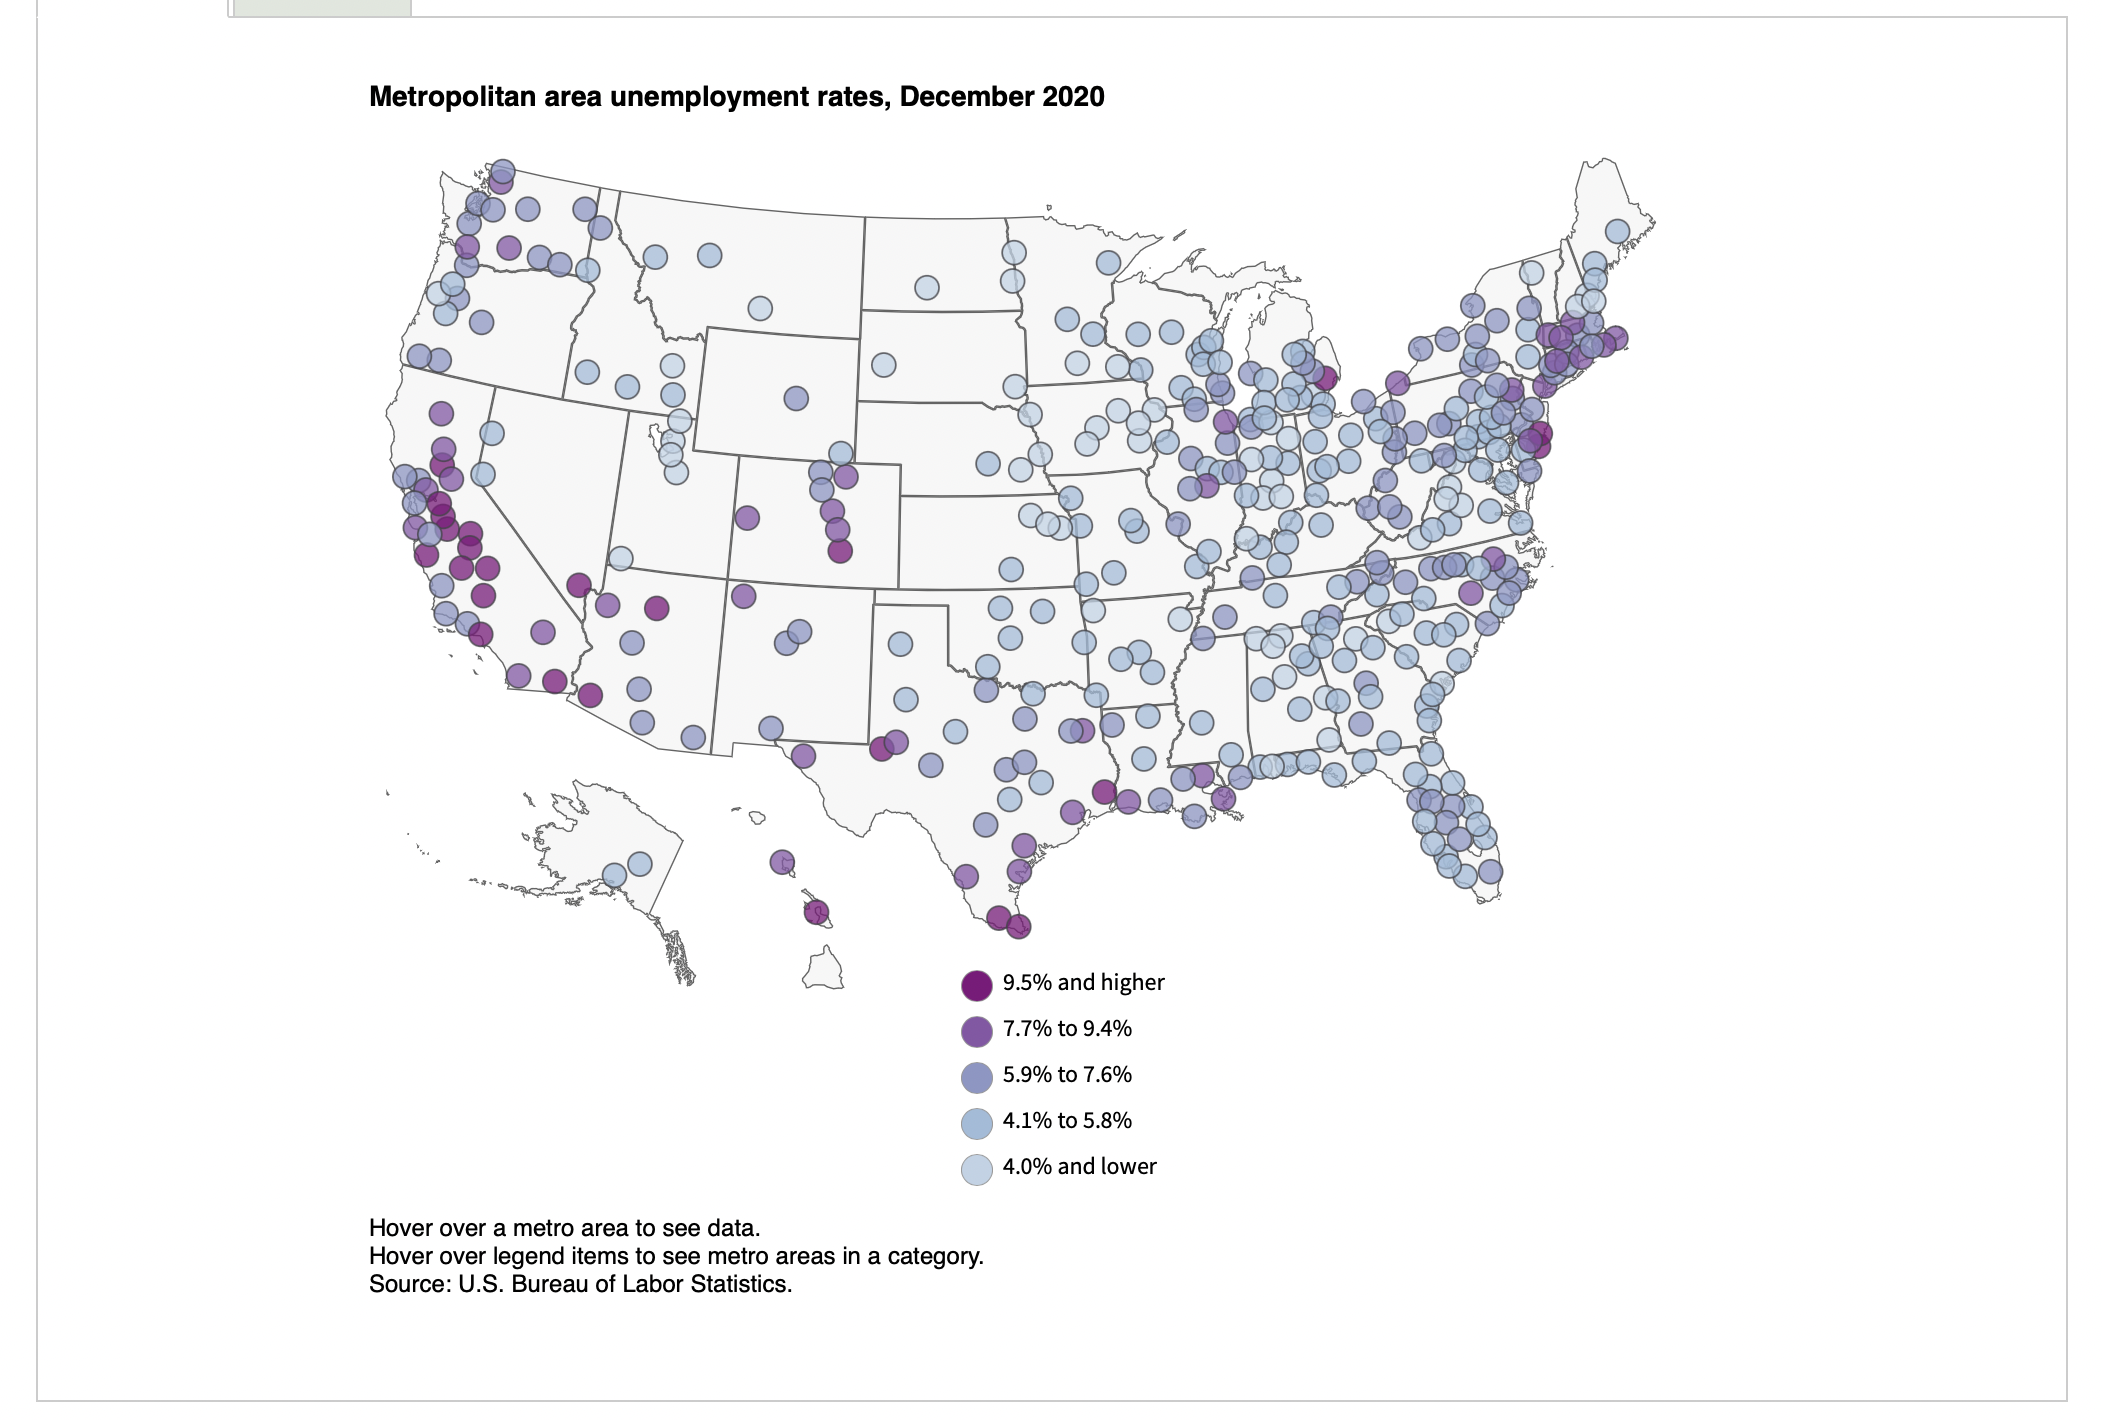 Metropolitan area unemployment rates, December 2020
9.5% and higher
7.7% to 9.4%
5.9% to 7.6%
4.1% to 5.8%
4.0% and lower
Hover over a metro area to see data.
Hover over legend items to see metro areas in a category.
Source: U.S. Bureau of Labor Statistics.